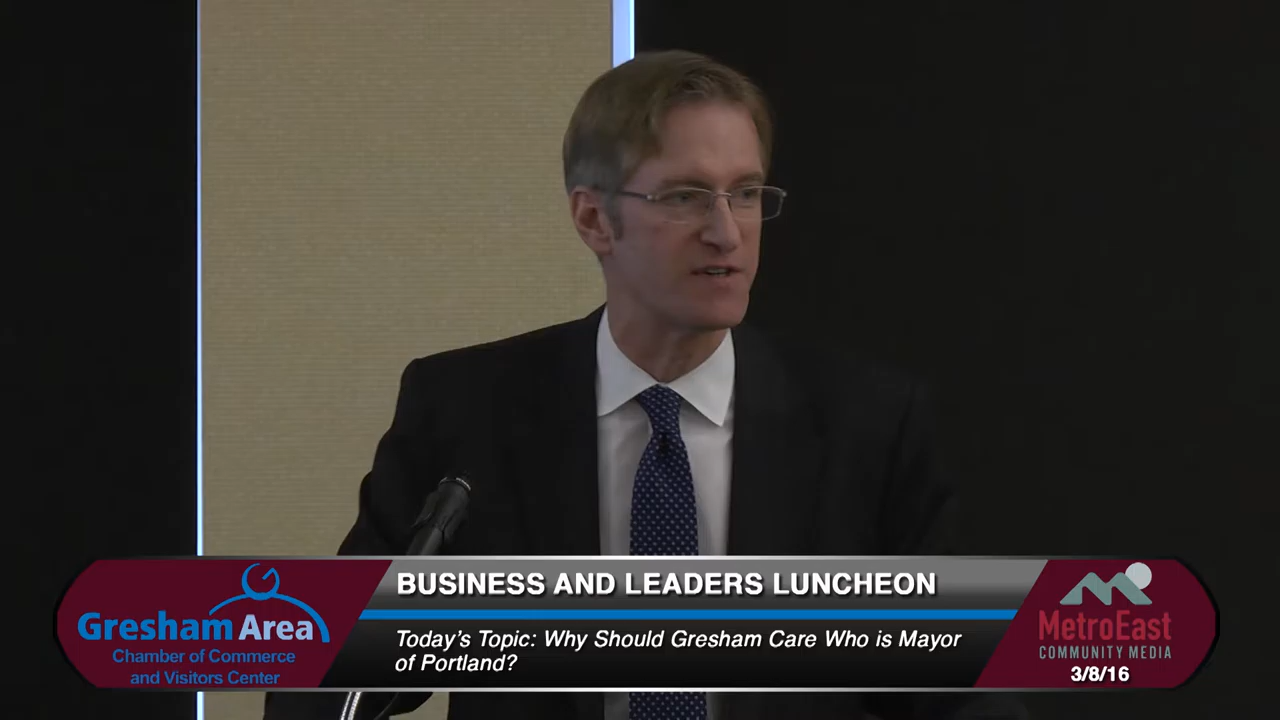 BUSINESS AND LEADERS LUNCHEON
Today's Topic: Why Should Gresham Care Who is Mayor
of Portland?
Gresham Area
Chamber of Commerce
and Visitors Center
MetroEast
COMMUNITY MEDIA
3/8/16